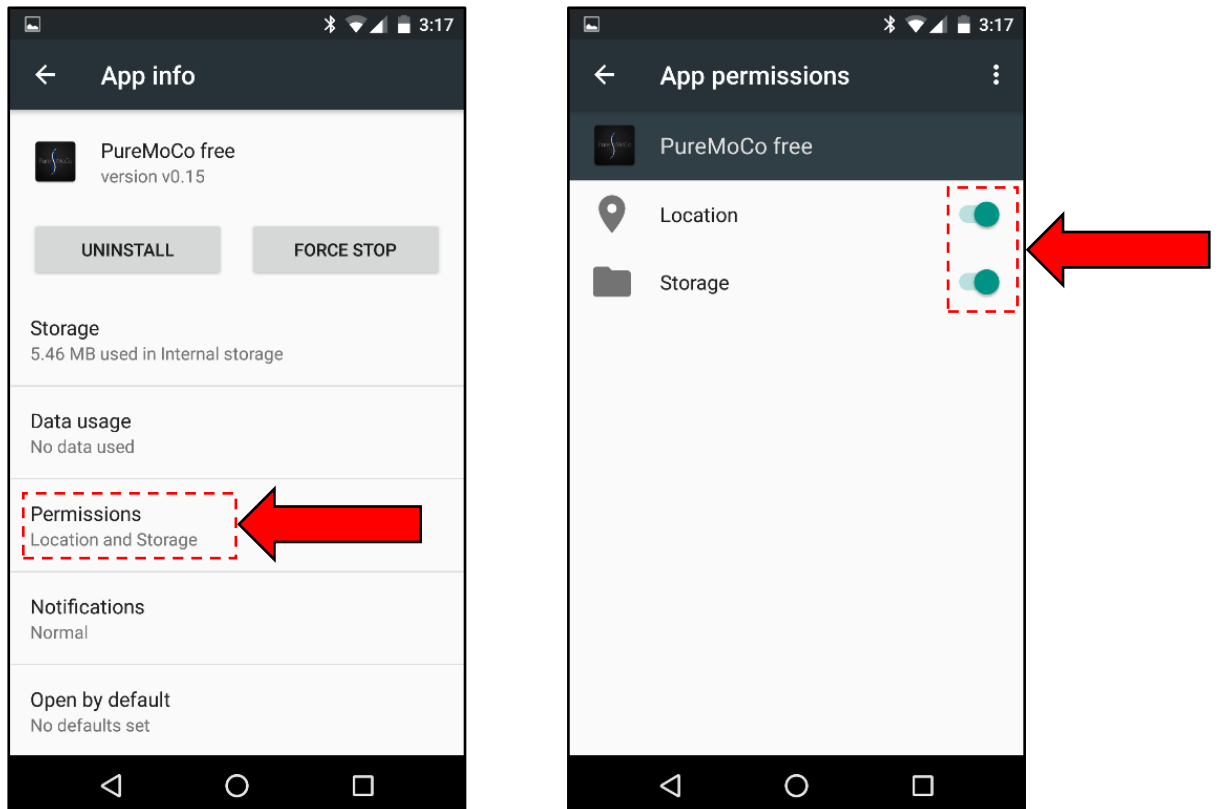 3:17
App info
PureMoCo free
version v0.15
UNINSTALL
FORCE STOP
Storage
5.46 MB used in Internal storage
Data usage
No data used
Permissions
Location and Storage
Notifications
Normal
Open by default
No defaults set
3:17
App permissions
PureMoCo free
Location
Storage